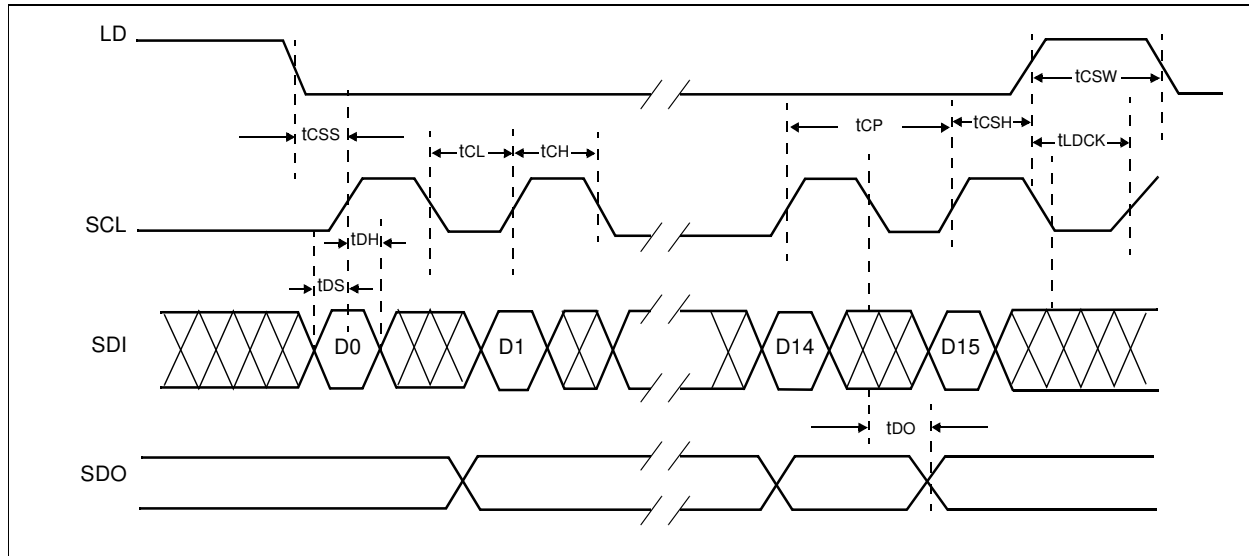 LD
tCSW
tCSS
tCP
tCSH
tCL
tCH
tLDCK
SCL
tDH
tDS
SDI
D0
D1
D14
D15
tDO
SDO